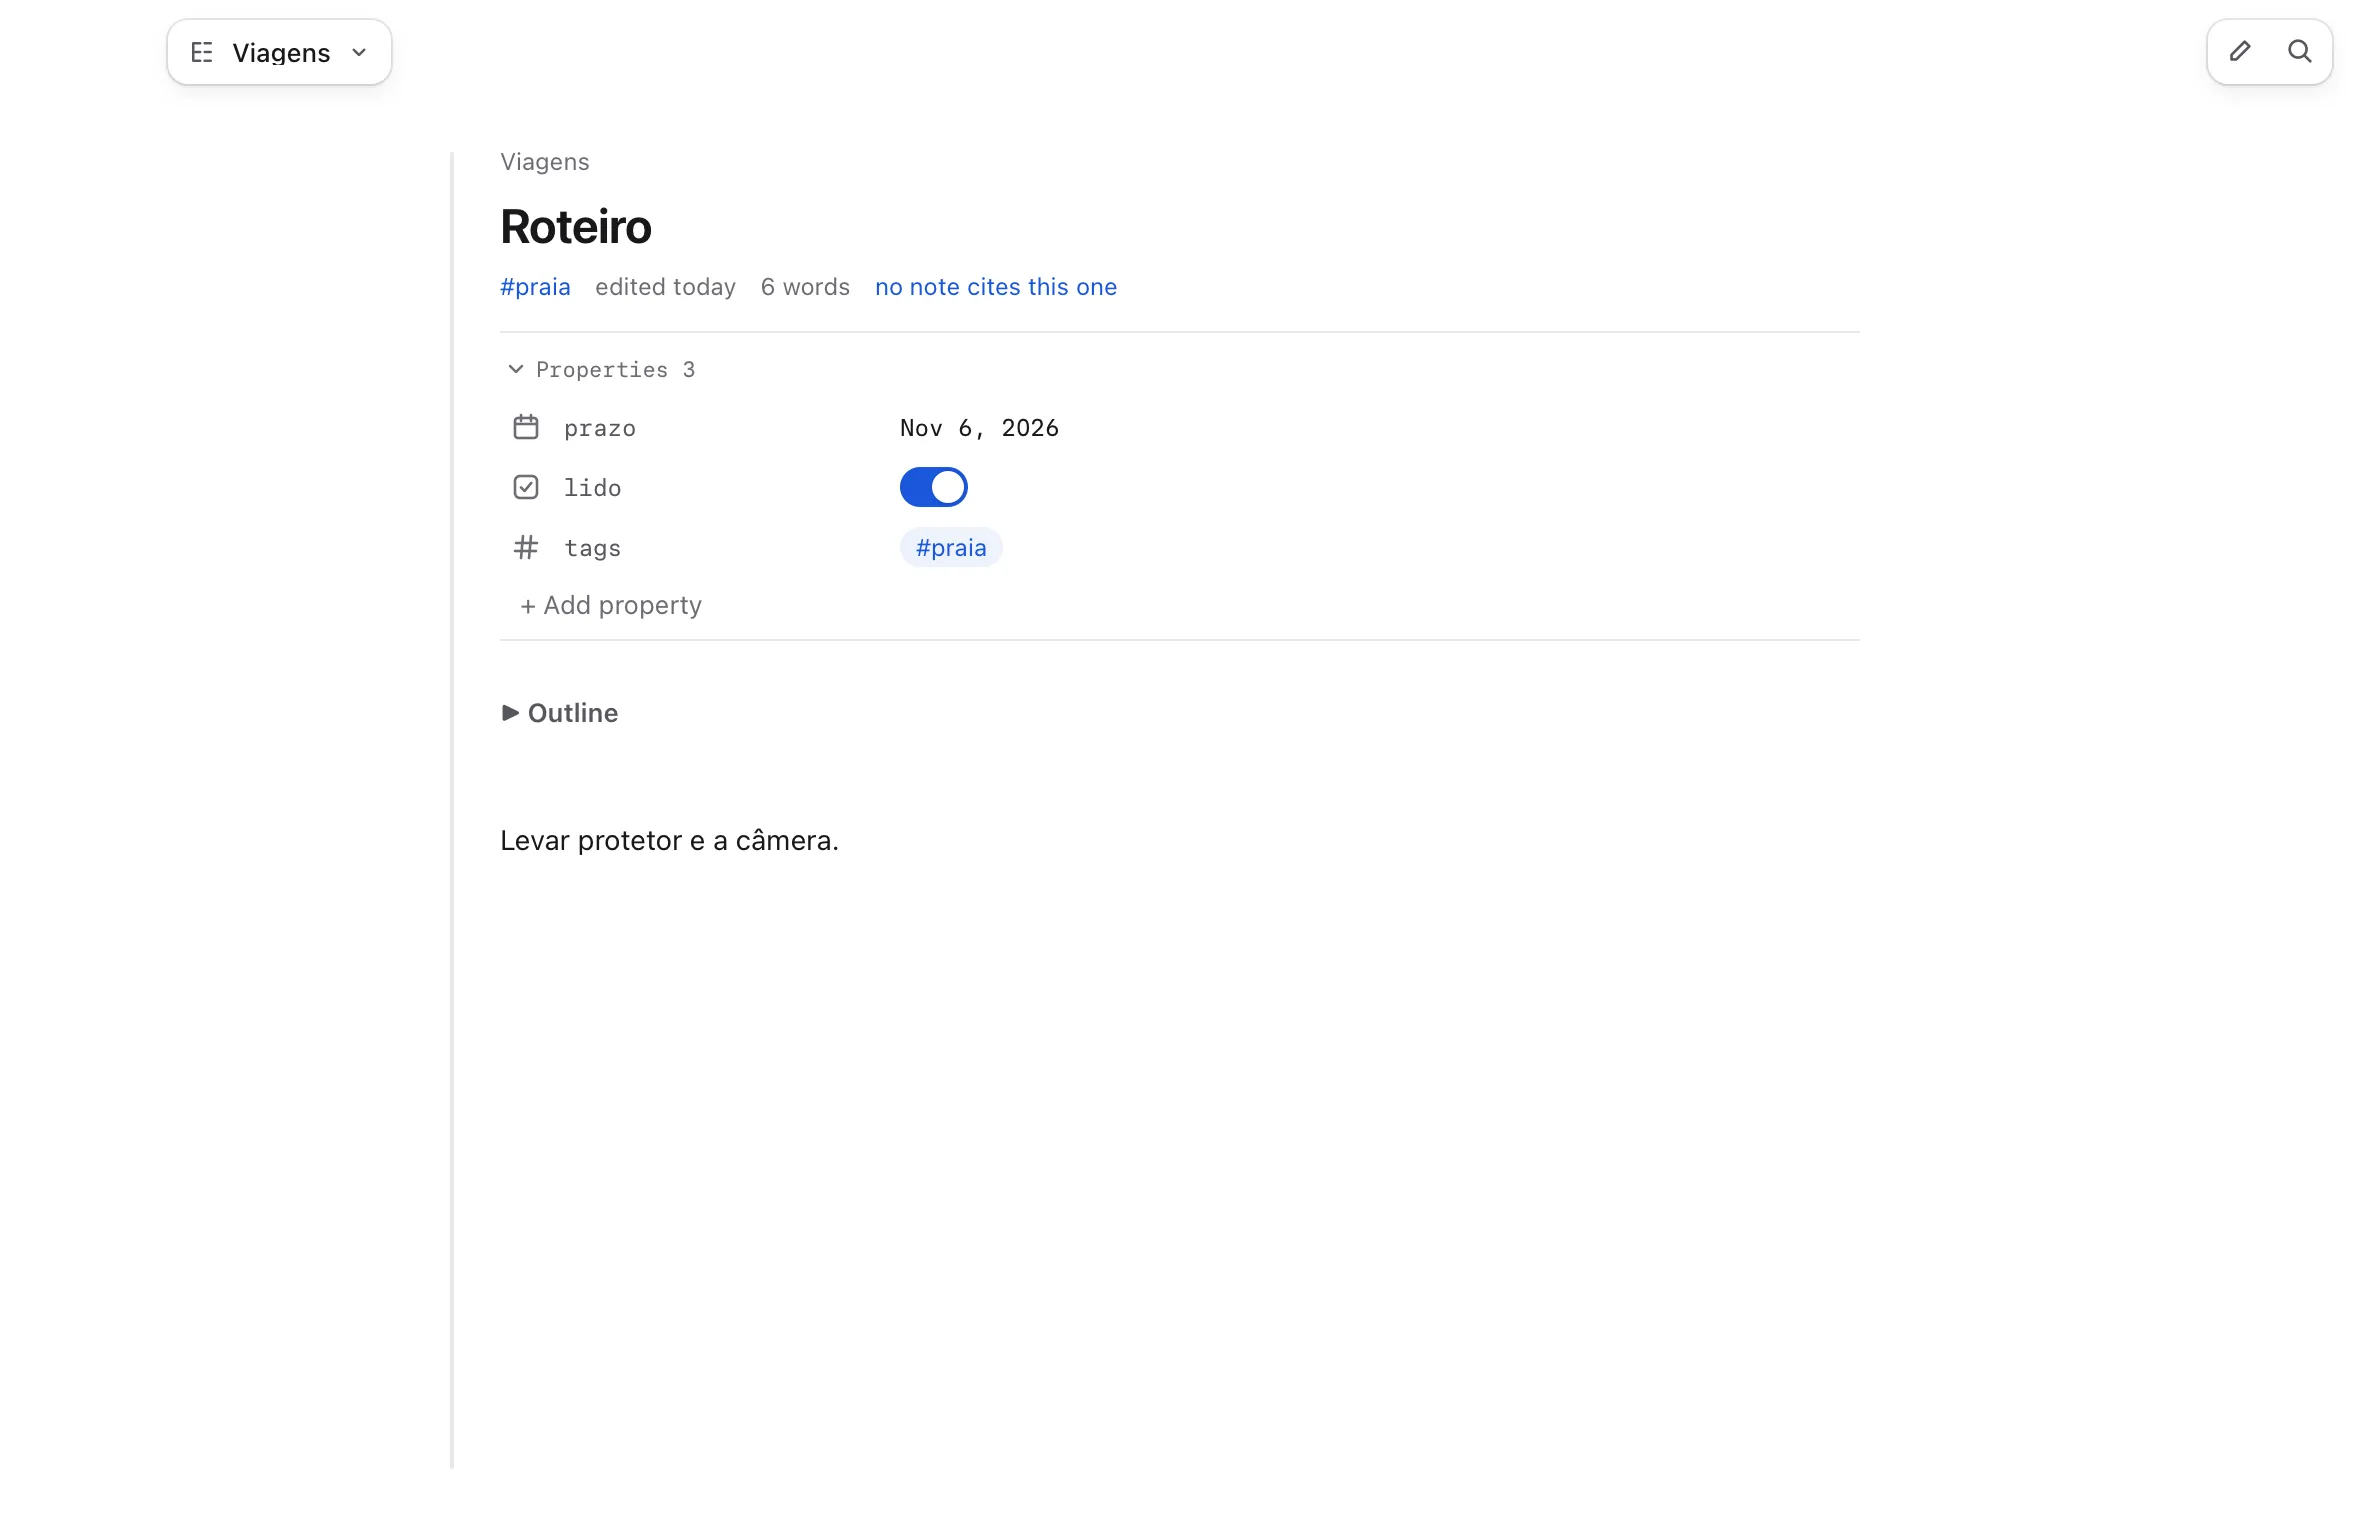 Viagens
Viagens
Roteiro
#praia edited today 6 words no note cites this one
Properties 3
prazo Nov 6, 2026
lido
tags #praia
+ Add property
Outline
Levar protetor e a câmera.